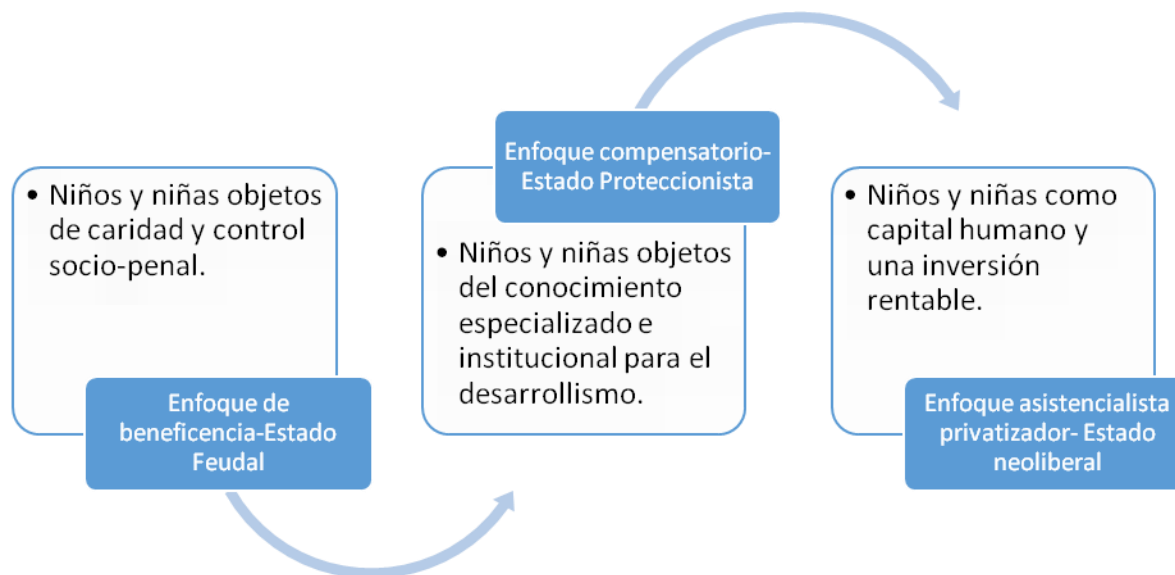 • Niños y niñas objetos
de caridad y control
socio-penal.
Enfoque de
beneficencia-Estado
Feudal
Enfoque compensatorio-
Estado Proteccionista
• Niños y niñas objetos
del conocimiento
especializado e
institucional para el
desarrollismo.
• Niños y niñas como
capital humano y
una inversión
rentable.
Enfoque asistencialista
privatizador- Estado
neoliberal